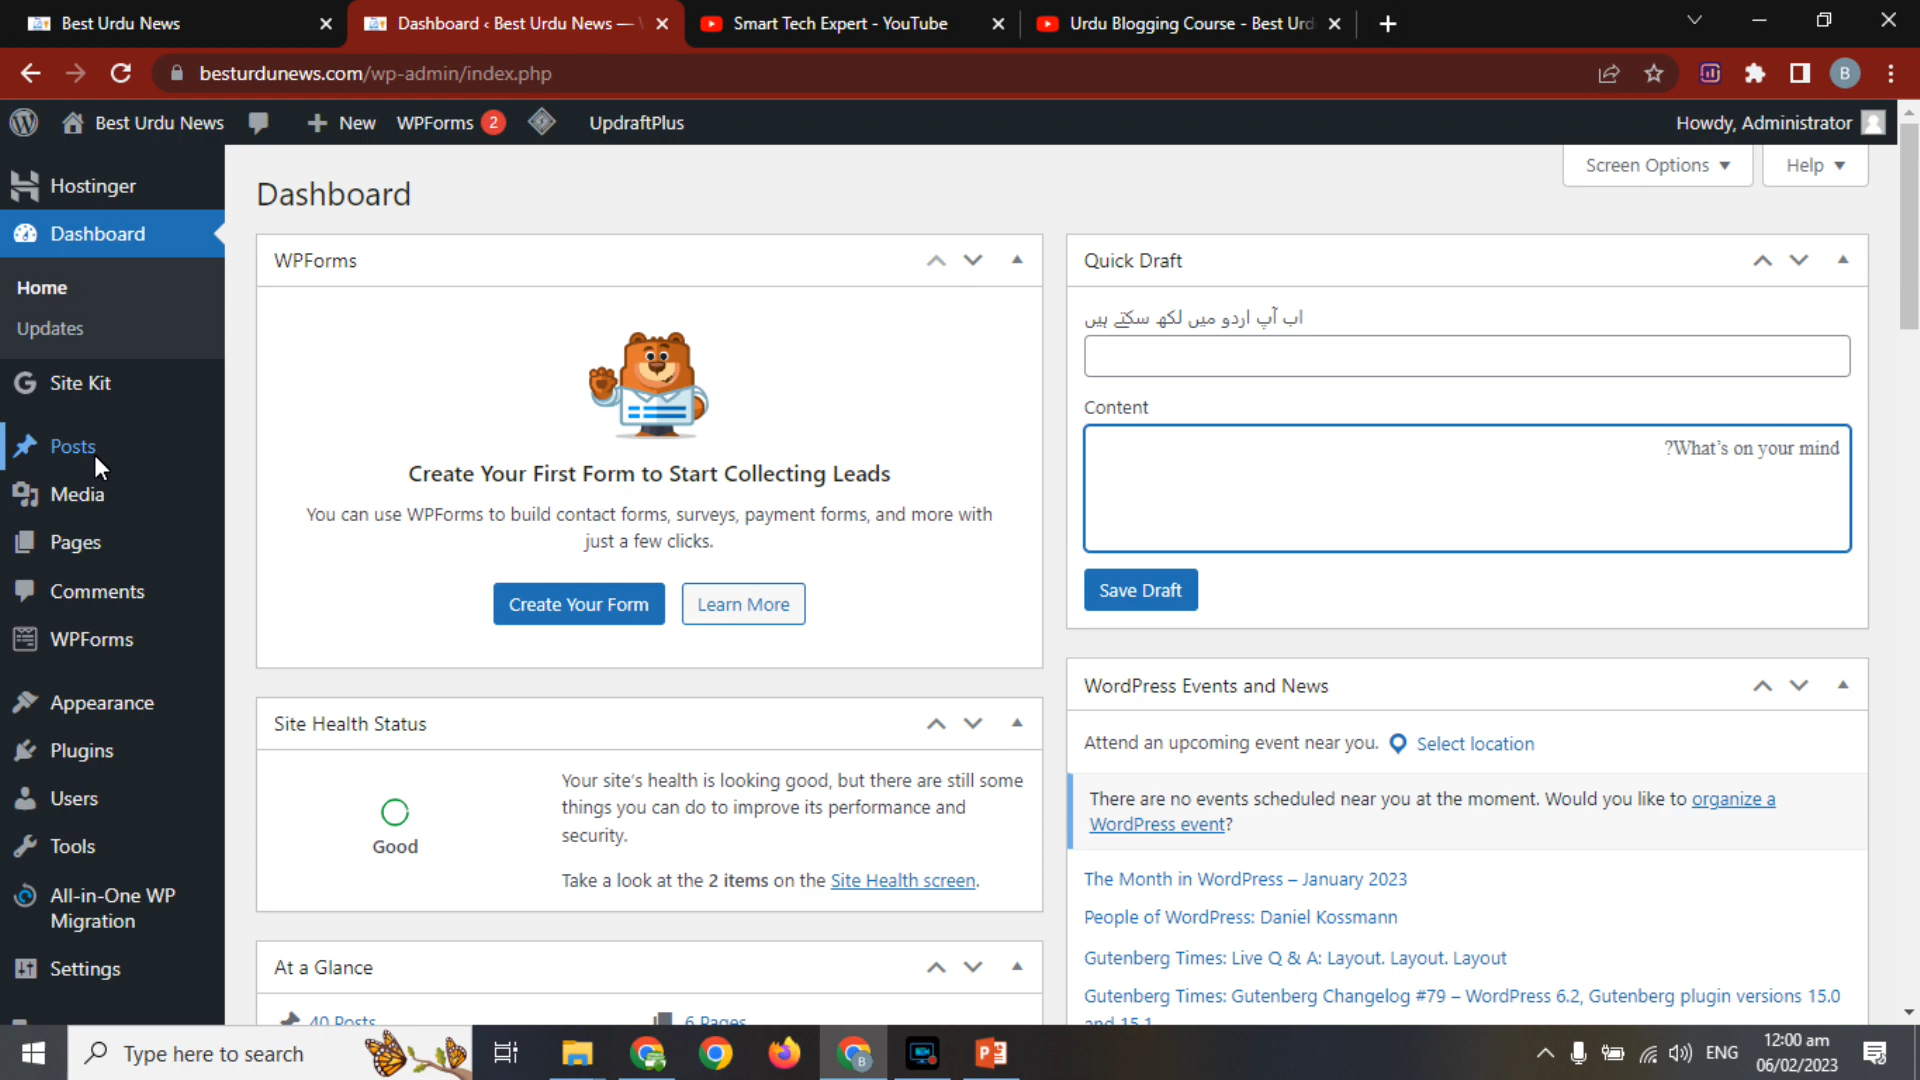 Best Urdu News
Dashboard ‹ Best Urdu News —
Smart Tech Expert - YouTube
Urdu Blogging Course - Best Urd
besturdunews.com/wp-admin/index.php
B
Best Urdu News
New
WPForms 2
UpdraftPlus
Howdy, Administrator
Hostinger
Dashboard
Home
Updates
Site Kit
Posts
Media
Pages
Comments
WPForms
Appearance
Plugins
Users
Tools
All-in-One WP
Migration
Settings
Screen Options
Help
Dashboard
WPForms
Create Your First Form to Start Collecting Leads
You can use WPForms to build contact forms, surveys, payment forms, and more with
just a few clicks.
Create Your Form
Learn More
Site Health Status
Good
Your site's health is looking good, but there are still some
things you can do to improve its performance and
security.
Take a look at the 2 items on the Site Health screen.
At a Glance
40 Posts
6 Pages
Quick Draft
اب آپ اردو میں لکھ سکتے ہیں
Content
?What's on your mind
Save Draft
WordPress Events and News
Attend an upcoming event near you. Select location
There are no events scheduled near you at the moment. Would you like to organize a
WordPress event?
The Month in WordPress – January 2023
People of WordPress: Daniel Kossmann
Gutenberg Times: Live Q & A: Layout. Layout. Layout
Gutenberg Times: Gutenberg Changelog #79 – WordPress 6.2, Gutenberg plugin versions 15.0
and 15.1
Type here to search
ENG
12:00 am
06/02/2023